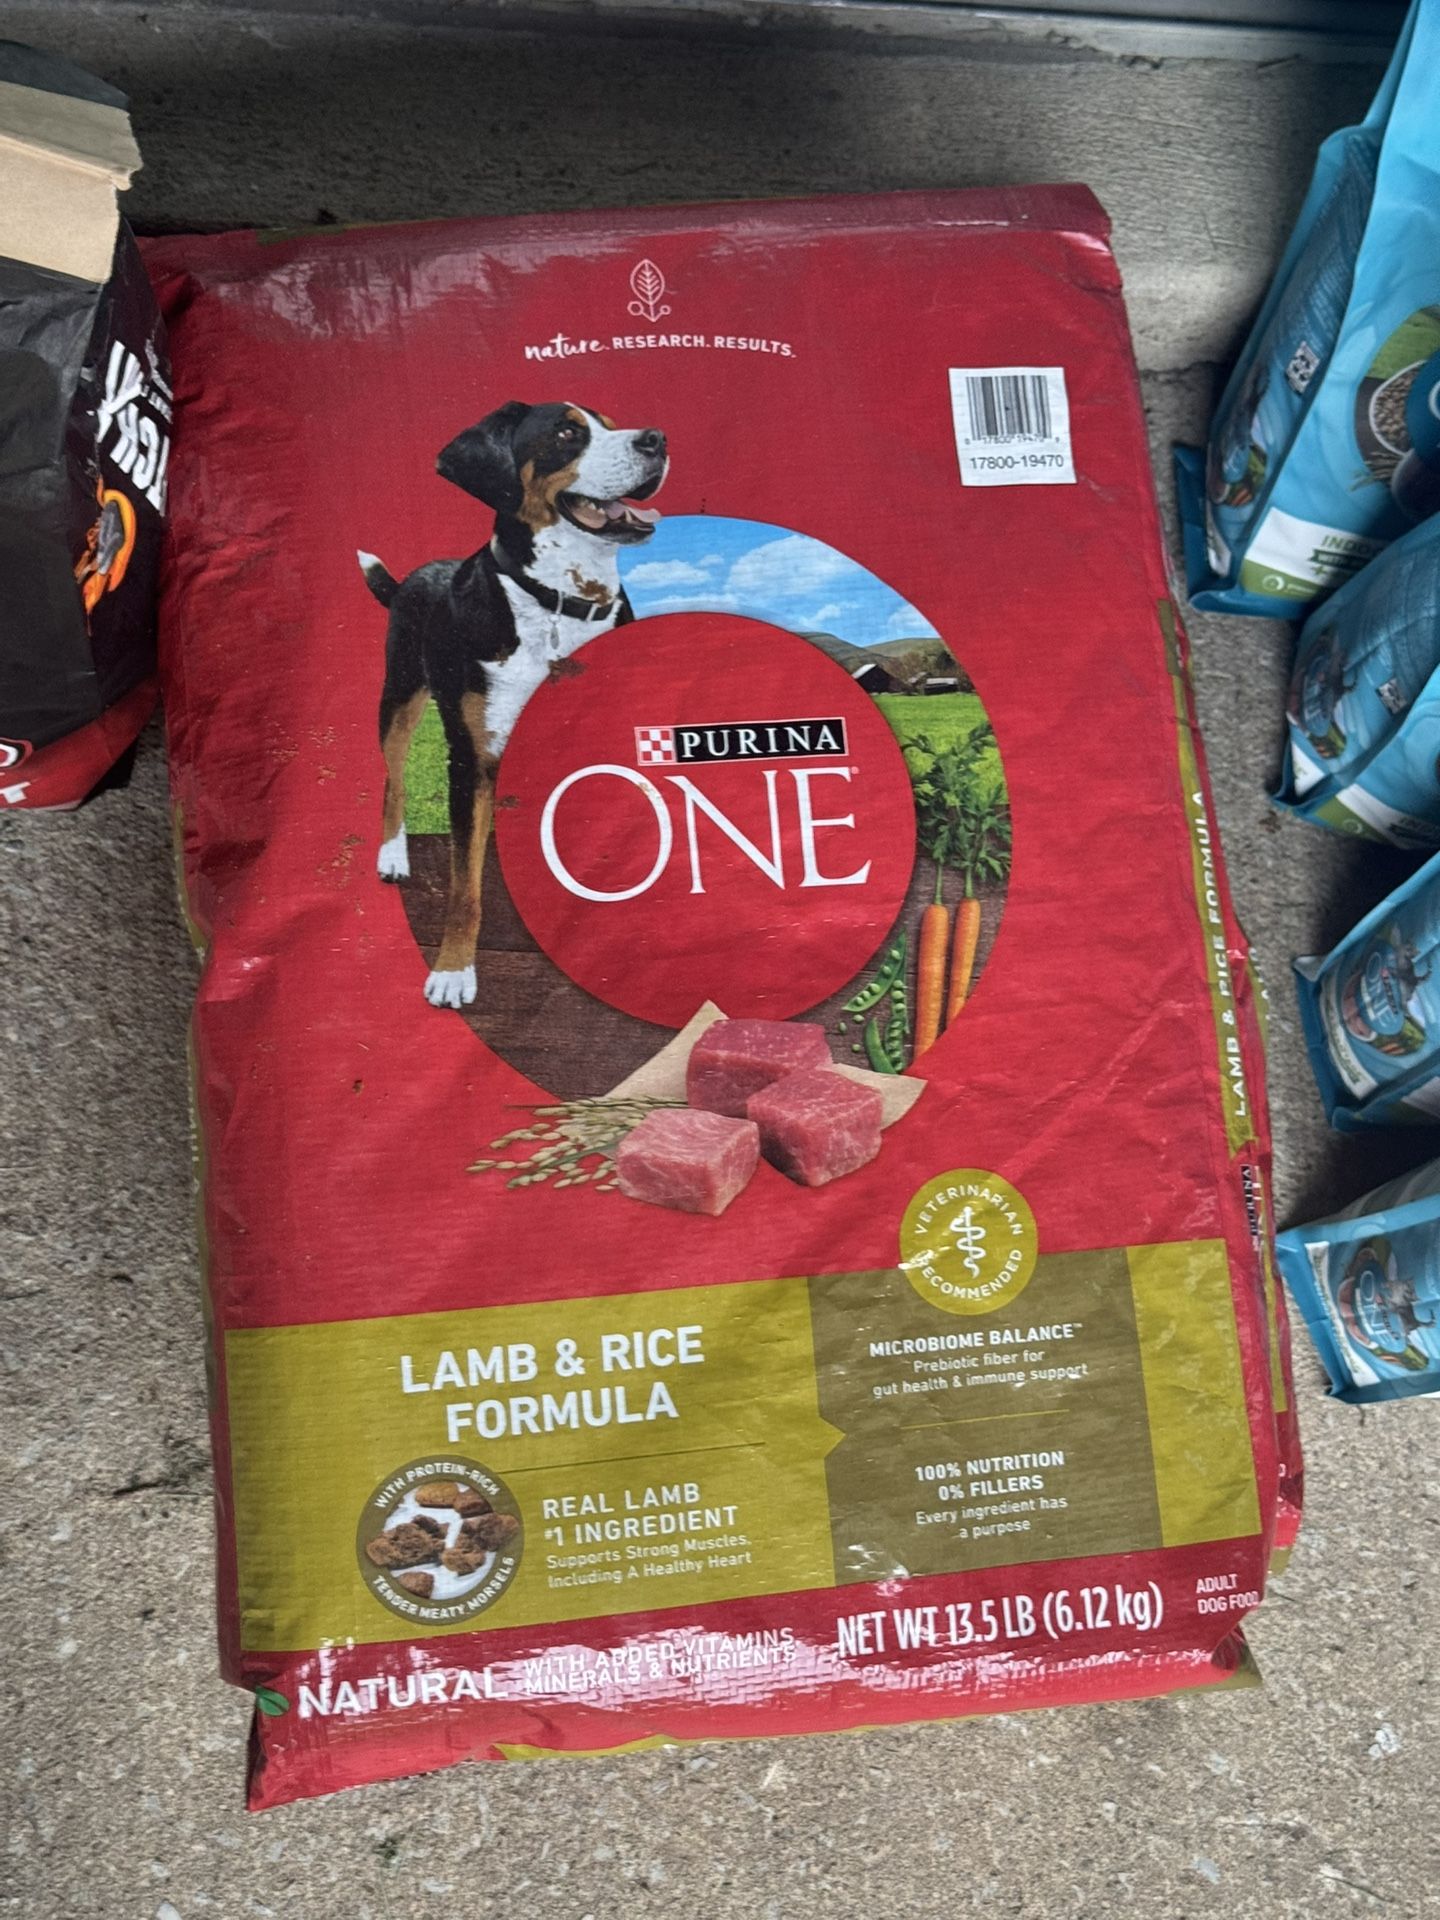 nature. RESEARCH. RESULTS.
17800-19470
PURINA
ONE
VETERINARIAN
RECOMMENDED
LAMB & RICE
FORMULA
MICROBIOME BALANCE™
Prebiotic fiber for
gut health & immune support
WITH PROTEIN-RICH
TENDER MEATY MORSELS
REAL LAMB
#1 INGREDIENT
Supports Strong Muscles,
Including A Healthy Heart
100% NUTRITION
0% FILLERS
Every ingredient has
a purpose
NATURAL WITH ADDED VITAMINS,
MINERALS & NUTRIENTS
NET WT 13.5 LB (6.12 kg)
ADULT
DOG FOOD
LAMB & RICE FORMULA
PURINA
ONE